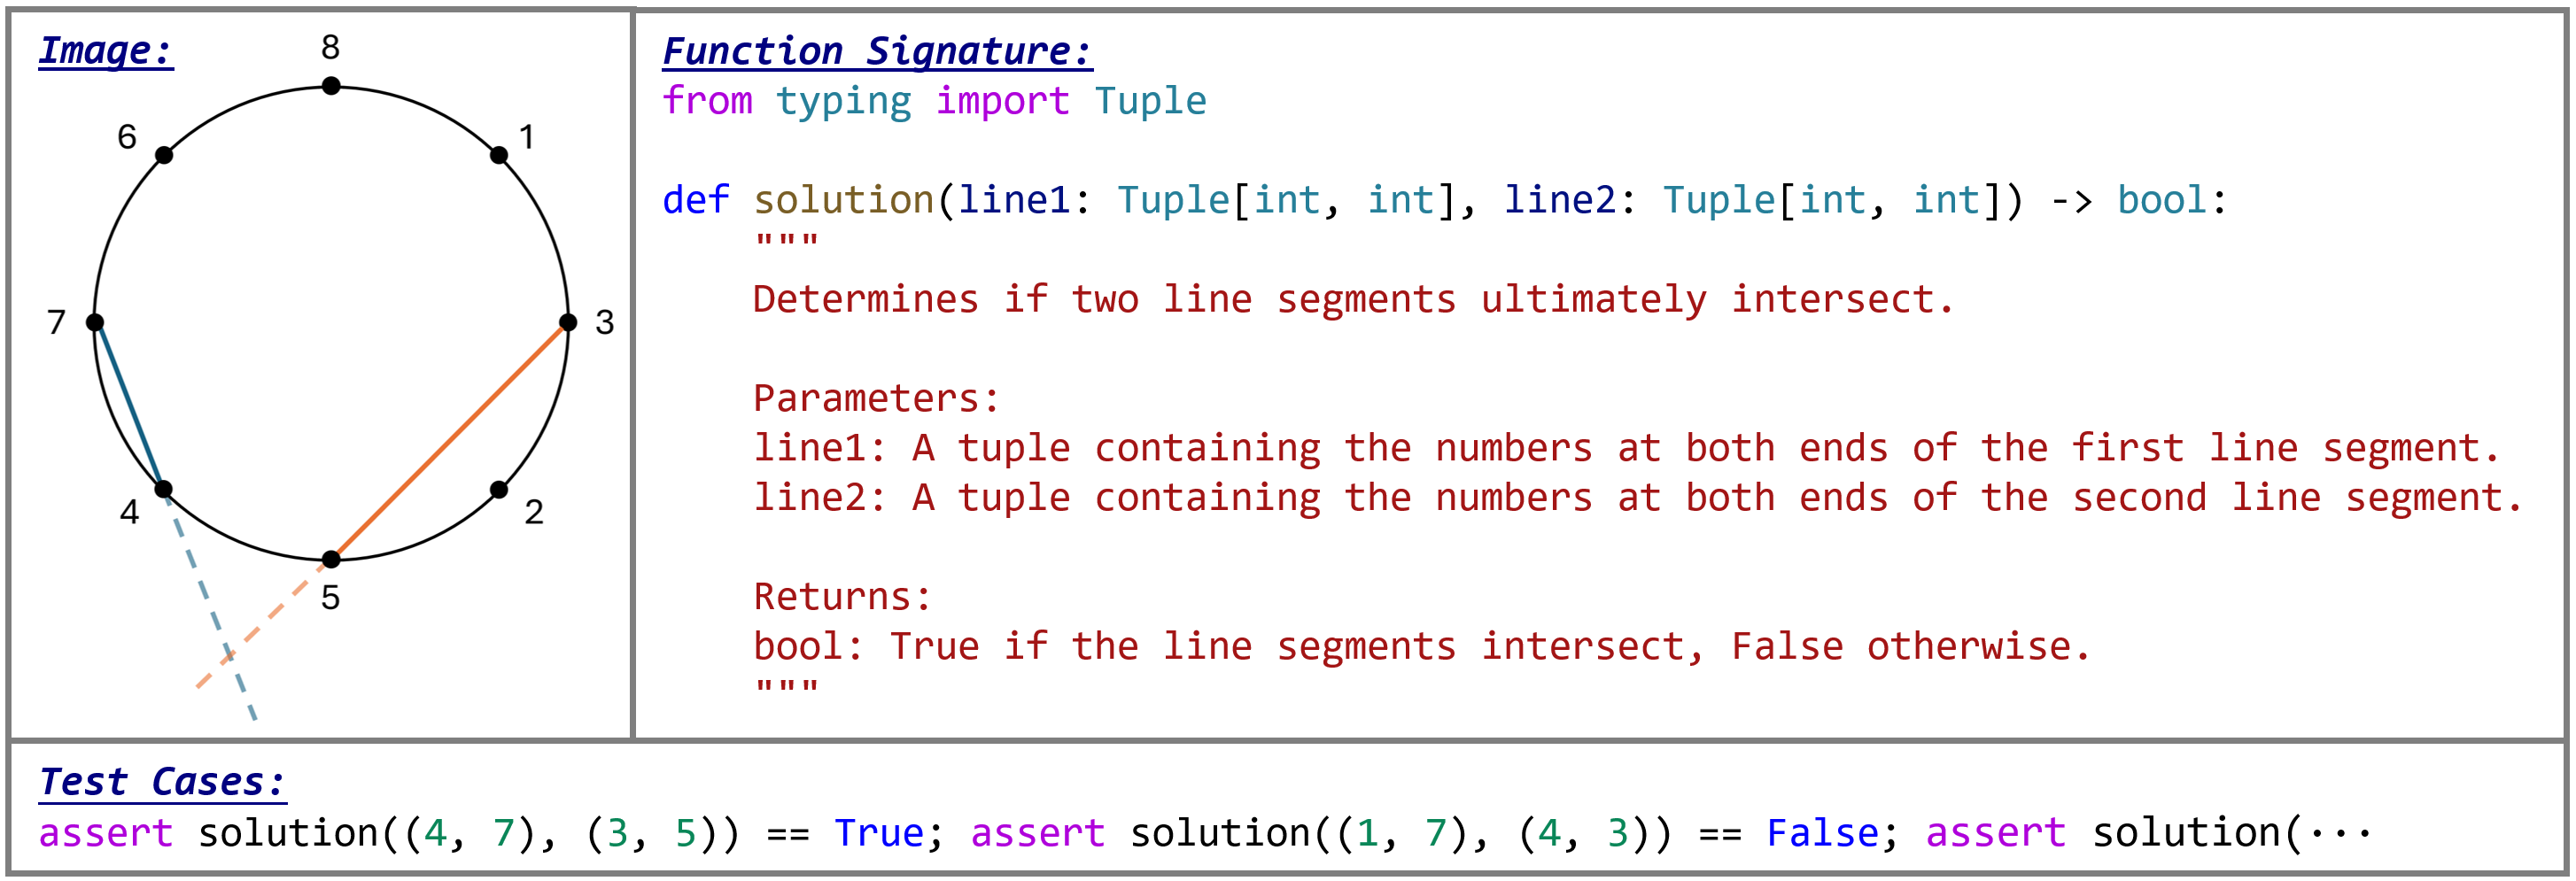 Image:
8
6
1
7
3
4
2
5
Function Signature:
from typing import Tuple
def solution(line1: Tuple[int, int], line2: Tuple[int, int]) -> bool:
"""
Determines if two line segments ultimately intersect.
Parameters:
line1: A tuple containing the numbers at both ends of the first line segment.
line2: A tuple containing the numbers at both ends of the second line segment.
Returns:
bool: True if the line segments intersect, False otherwise.
"""
Test Cases:
assert solution((4, 7), (3, 5)) == True; assert solution((1, 7), (4, 3)) == False; assert solution(···